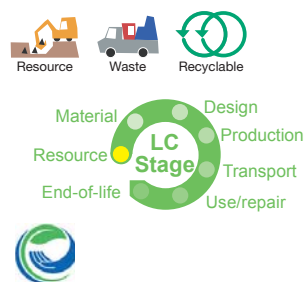 Resource Waste Recyclable
Material Design
Production
Resource LC Stage Transport
End-of-life Use/repair